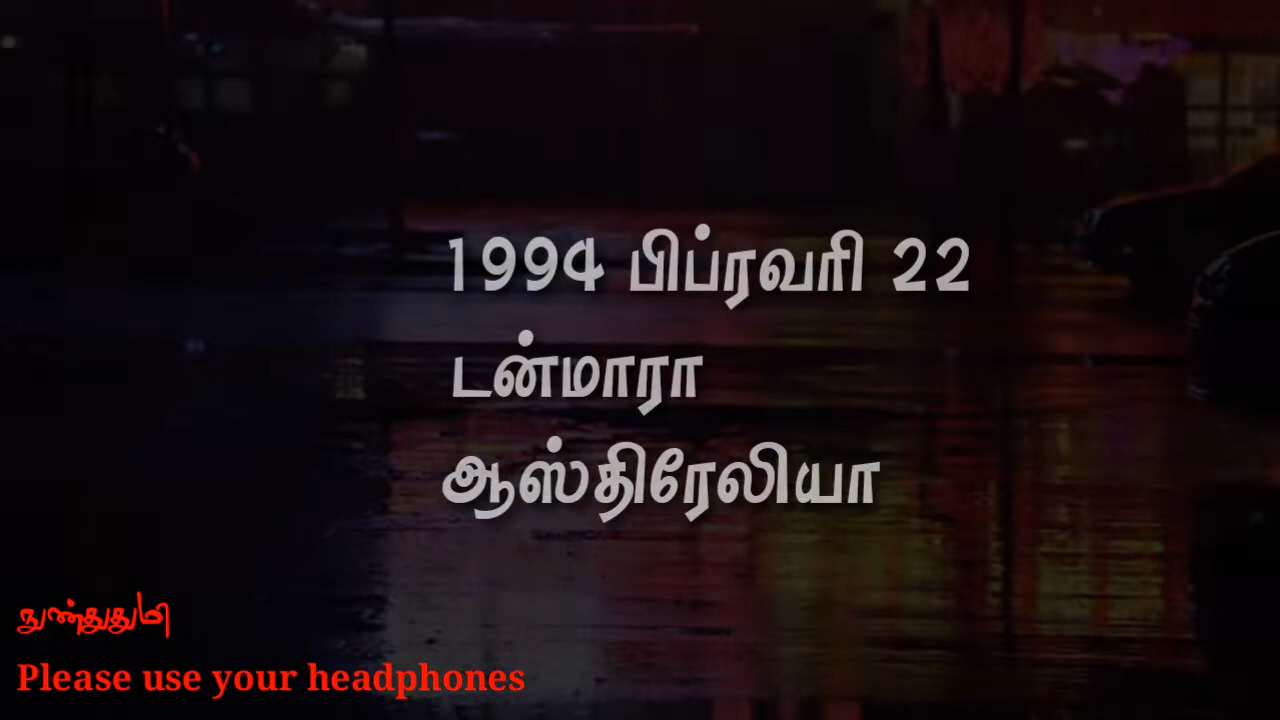 1994 பிப்ரவரி 22
டன்மாரா
ஆஸ்திரேலியா
நுண்துதுமி
Please use your headphones